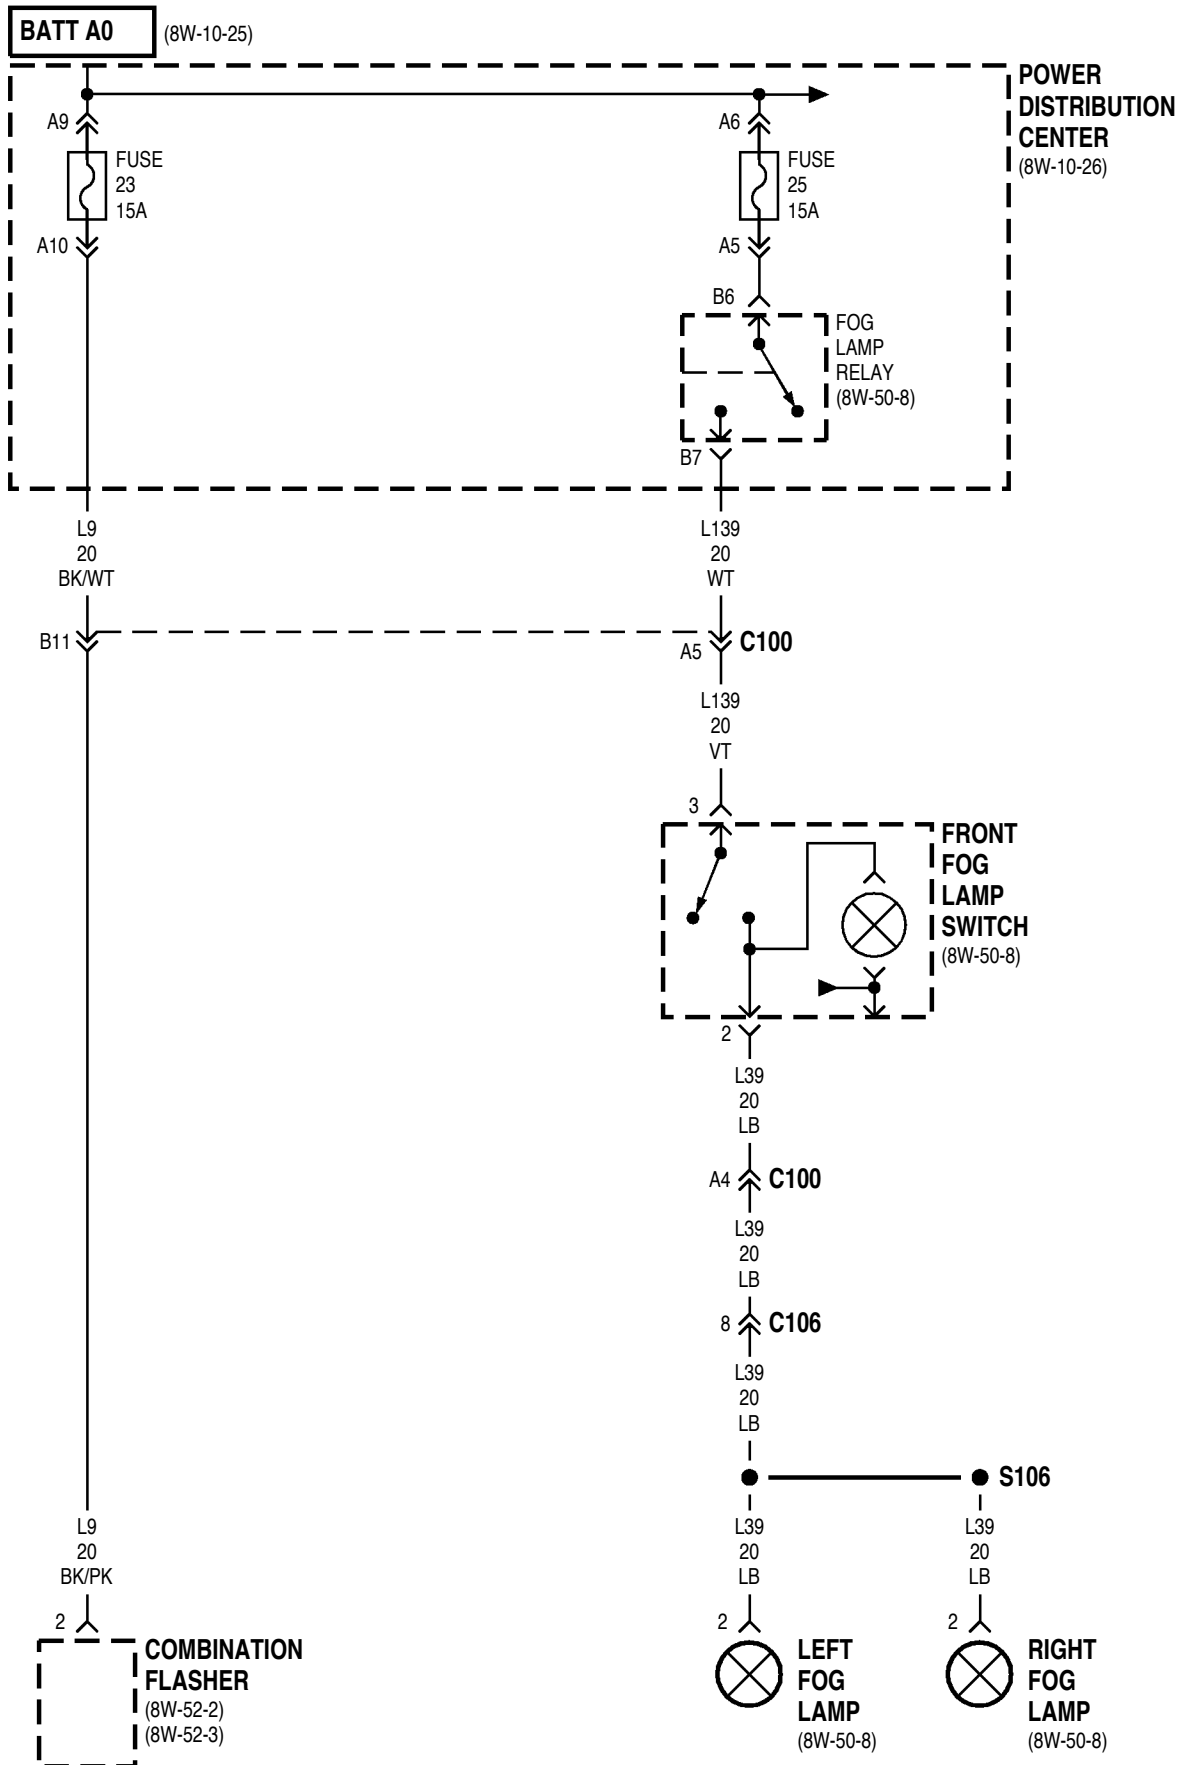 BATT A0 (8W-10-25)
POWER
DISTRIBUTION
CENTER
(8W-10-26)
A9
FUSE
23
15A
A10
A6
FUSE
25
15A
A5
B6
FOG
LAMP
RELAY
(8W-50-8)
B7
L9
20
BK/WT
L139
20
WT
B11
A5 C100
L139
20
VT
3
FRONT
FOG
LAMP
SWITCH
(8W-50-8)
2
L39
20
LB
A4 C100
L39
20
LB
8 C106
L39
20
LB
S106
L9
20
BK/PK
L39
20
LB
L39
20
LB
2
COMBINATION
FLASHER
(8W-52-2)
(8W-52-3)
2
LEFT
FOG
LAMP
(8W-50-8)
2
RIGHT
FOG
LAMP
(8W-50-8)